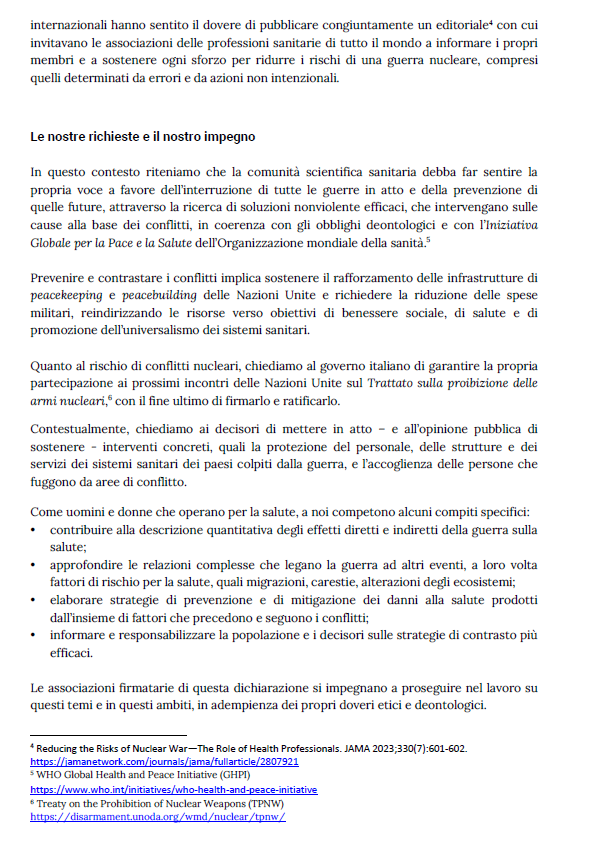 internazionali hanno sentito il dovere di pubblicare congiuntamente un editoriale⁴ con cui
invitavano le associazioni delle professioni sanitarie di tutto il mondo a informare i propri
membri e a sostenere ogni sforzo per ridurre i rischi di una guerra nucleare, compresi
quelli determinati da errori e da azioni non intenzionali.
Le nostre richieste e il nostro impegno
In questo contesto riteniamo che la comunità scientifica sanitaria debba far sentire la
propria voce a favore dell'interruzione di tutte le guerre in atto e della prevenzione di
quelle future, attraverso la ricerca di soluzioni nonviolente efficaci, che intervengano sulle
cause alla base dei conflitti, in coerenza con gli obblighi deontologici e con l'Iniziativa
Globale per la Pace e la Salute dell'Organizzazione mondiale della sanità.⁵
Prevenire e contrastare i conflitti implica sostenere il rafforzamento delle infrastrutture di
peacekeeping e peacebuilding delle Nazioni Unite e richiedere la riduzione delle spese
militari, reindirizzando le risorse verso obiettivi di benessere sociale, di salute e di
promozione dell'universalismo dei sistemi sanitari.
Quanto al rischio di conflitti nucleari, chiediamo al governo italiano di garantire la propria
partecipazione ai prossimi incontri delle Nazioni Unite sul Trattato sulla proibizione delle
armi nucleari,⁶ con il fine ultimo di firmarlo e ratificarlo.
Contestualmente, chiediamo ai decisori di mettere in atto – e all'opinione pubblica di
sostenere - interventi concreti, quali la protezione del personale, delle strutture e dei
servizi dei sistemi sanitari dei paesi colpiti dalla guerra, e l'accoglienza delle persone che
fuggono da aree di conflitto.
Come uomini e donne che operano per la salute, a noi competono alcuni compiti specifici:
• contribuire alla descrizione quantitativa degli effetti diretti e indiretti della guerra sulla
salute;
• approfondire le relazioni complesse che legano la guerra ad altri eventi, a loro volta
fattori di rischio per la salute, quali migrazioni, carestie, alterazioni degli ecosistemi;
• elaborare strategie di prevenzione e di mitigazione dei danni alla salute prodotti
dall'insieme di fattori che precedono e seguono i conflitti;
• informare e responsabilizzare la popolazione e i decisori sulle strategie di contrasto più
efficaci.
Le associazioni firmatarie di questa dichiarazione si impegnano a proseguire nel lavoro su
questi temi e in questi ambiti, in adempienza dei propri doveri etici e deontologici.
⁴ Reducing the Risks of Nuclear War—The Role of Health Professionals. JAMA 2023;330(7):601-602.
https://jamanetwork.com/journals/jama/fullarticle/2807921
⁵ WHO Global Health and Peace Initiative (GHPI)
https://www.who.int/initiatives/who-health-and-peace-initiative
⁶ Treaty on the Prohibition of Nuclear Weapons (TPNW)
https://disarmament.unoda.org/wmd/nuclear/tpnw/